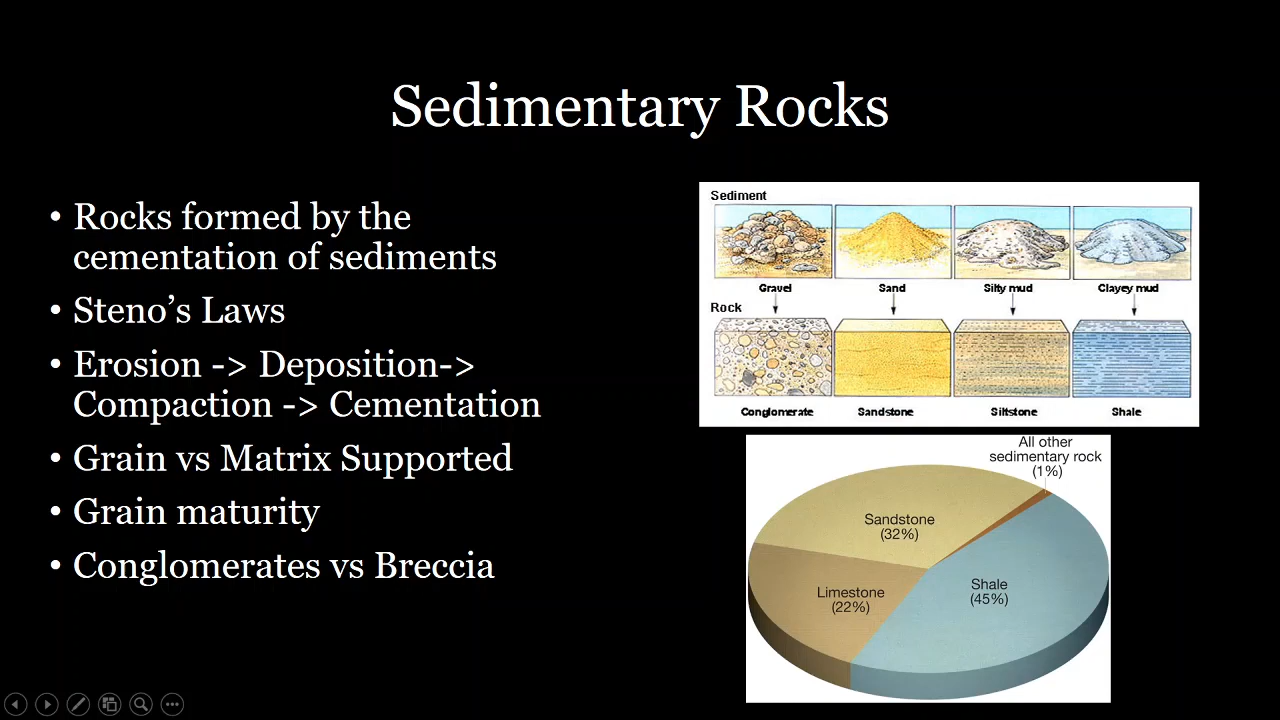 Sedimentary Rocks
• Rocks formed by the
cementation of sediments
• Steno’s Laws
• Erosion -> Deposition->
Compaction -> Cementation
• Grain vs Matrix Supported
• Grain maturity
• Conglomerates vs Breccia
Sediment
Gravel
Sand
Silty mud
Clayey mud
Rock
Conglomerate
Sandstone
Siltstone
Shale
All other
sedimentary rock
(1%)
Sandstone
(32%)
Limestone
(22%)
Shale
(45%)